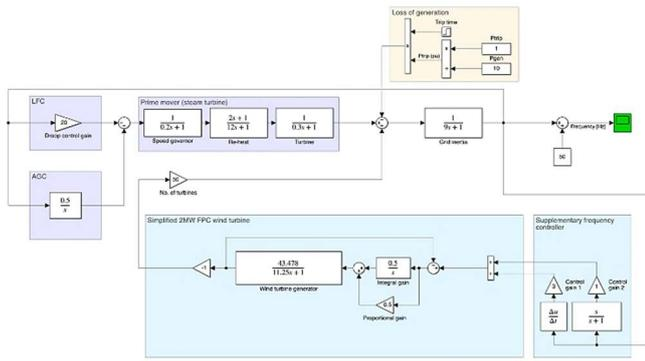 Loss of generation
Trip time
Ptrip
1
Ptrip (pu)
Pgen
10
LFC
20
Droop control gain
Prime mover (steam turbine)
1
0.2s + 1
Speed governor
2s + 1
12s + 1
Re-heat
1
0.3s + 1
Turbine
1
9s + 1
Grid inertia
Frequency [Hz]
50
AGC
0.5
s
50
No. of turbines
Simplified 2MW FPC wind turbine
-1
43.478
11.25s + 1
Wind turbine generator
0.5
s
Integral gain
0.5
Proportional gain
Supplementary frequency
controller
3
Control
gain 1
1
Control
gain 2
Δu
Δt
s
s + 1